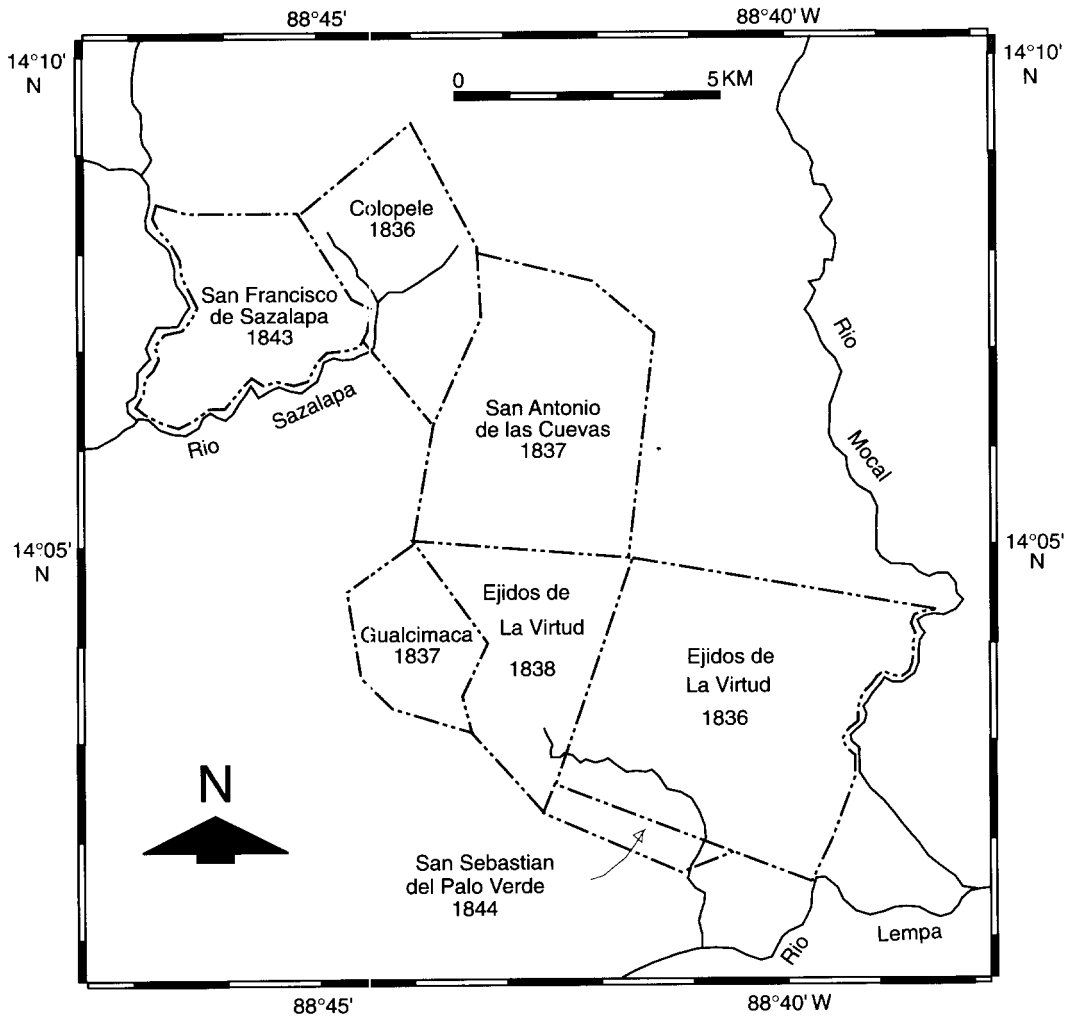 88°45'
88°40' W
14°10'
N
14°10'
N
0
5 KM
Colopele
1836
San Francisco
de Sazalapa
1843
Rio
Sazalapa
San Antonio
de las Cuevas
1837
Rio
Mocal
14°05'
N
14°05'
N
Gualcimaca
1837
Ejidos de
La Virtud
1838
Ejidos de
La Virtud
1836
N
San Sebastian
del Palo Verde
1844
Rio
Lempa
88°45'
88°40' W